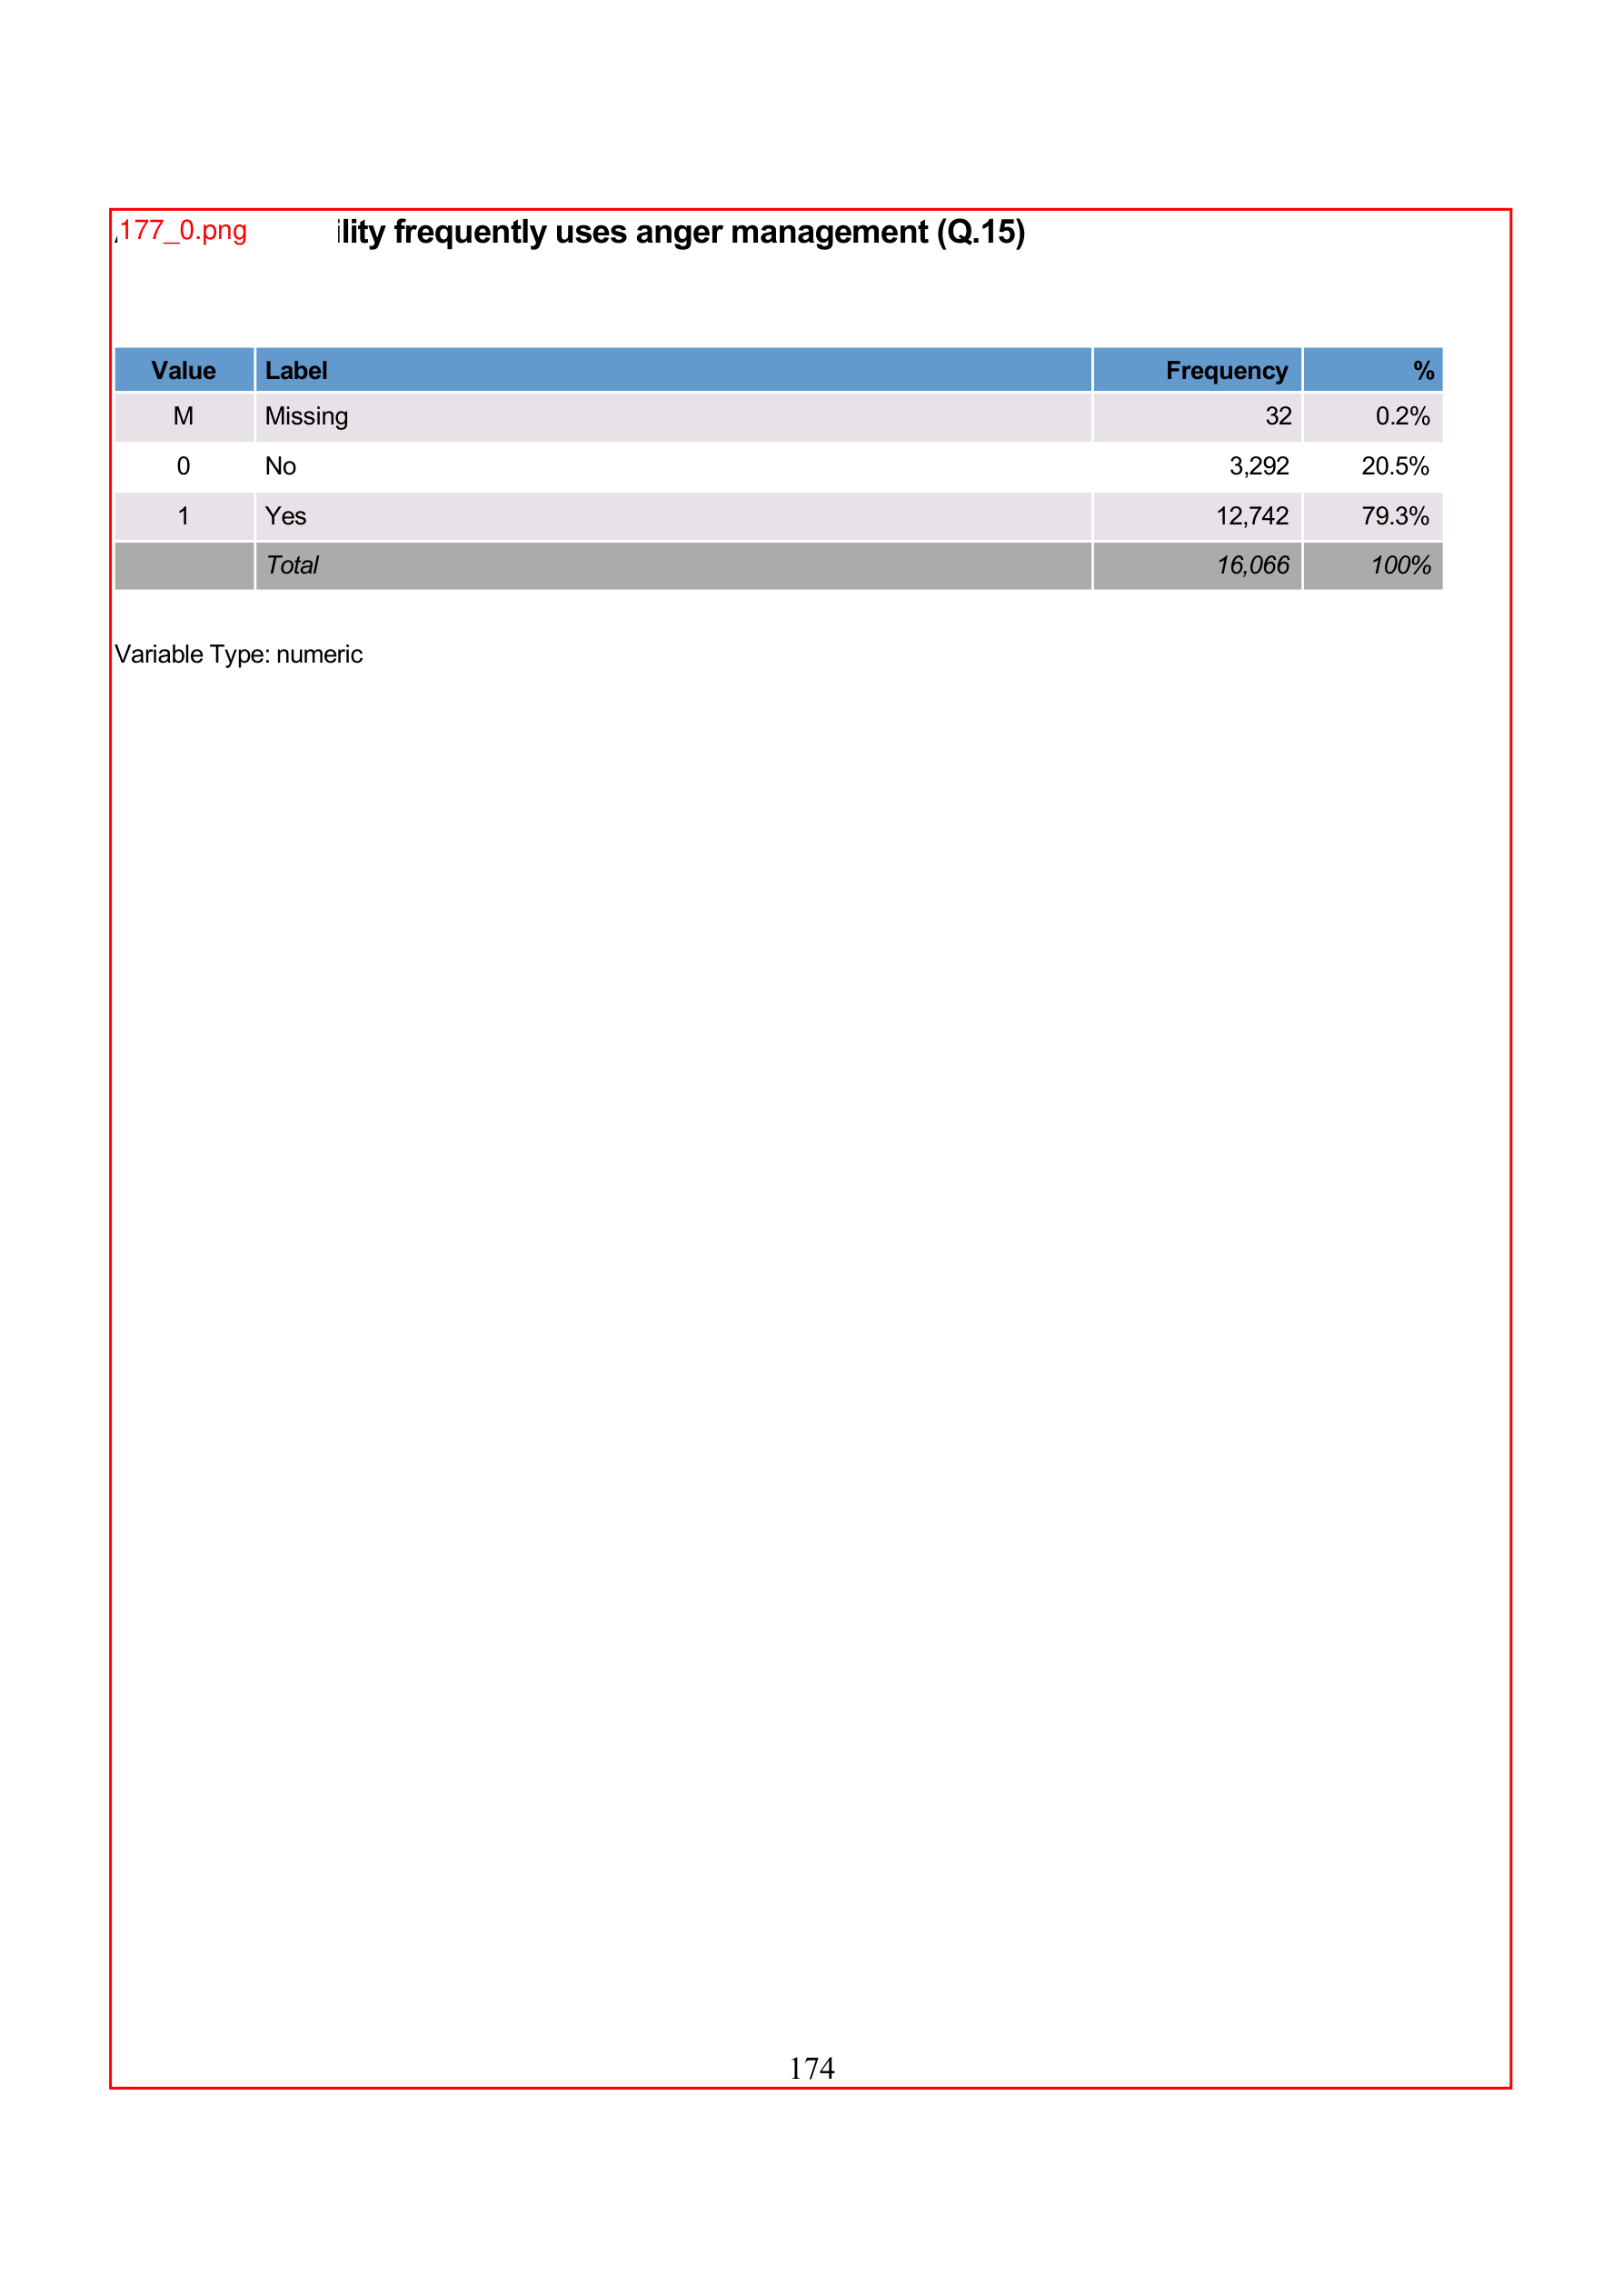 177_0.png
frequently uses anger management (Q.15)
Value Label Frequency %
M Missing 32 0.2%
0 No 3,292 20.5%
1 Yes 12,742 79.3%
Total 16,066 100%
Variable Type: numeric
174